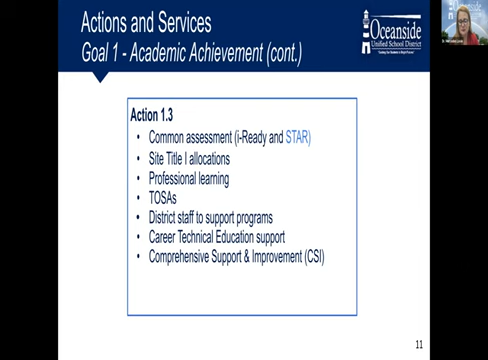 Actions and Services
Goal 1 - Academic Achievement (cont.)
Oceanside
Unified School District
Action 1.3
• Common assessment (i-Ready and STAR)
• Site Title I allocations
• Professional learning
• TOSAs
• District staff to support programs
• Career Technical Education support
• Comprehensive Support & Improvement (CSI)
11